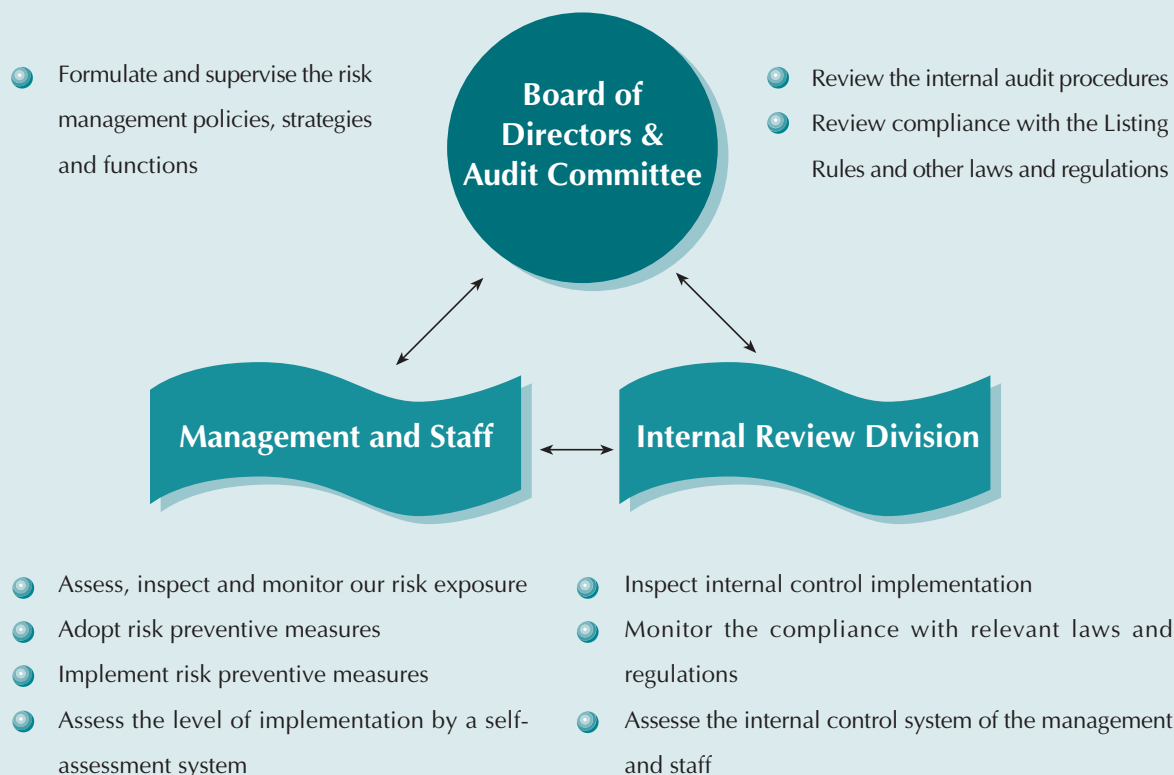 Formulate and supervise the risk
management policies, strategies
and functions
Board of
Directors &
Audit Committee
Review the internal audit procedures
Review compliance with the Listing
Rules and other laws and regulations
Management and Staff
Internal Review Division
Assess, inspect and monitor our risk exposure
Adopt risk preventive measures
Implement risk preventive measures
Assess the level of implementation by a self-
assessment system
Inspect internal control implementation
Monitor the compliance with relevant laws and
regulations
Assesse the internal control system of the management
and staff